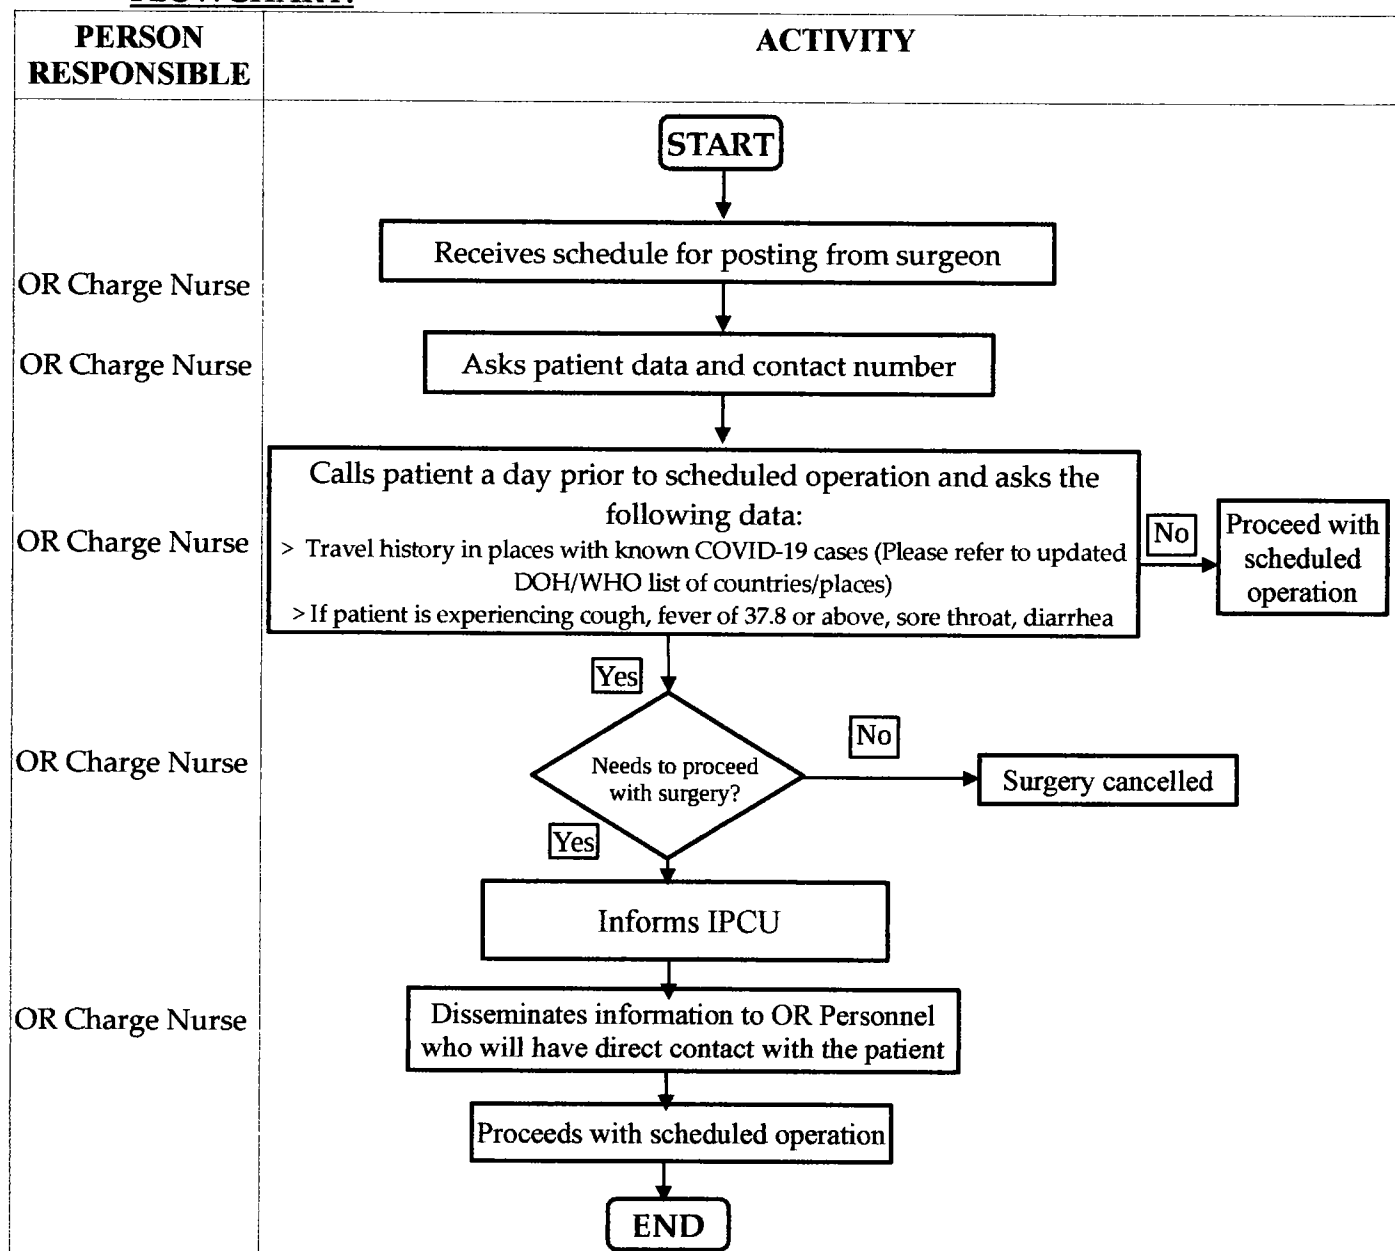 PERSON
RESPONSIBLE
ACTIVITY
START
Receives schedule for posting from surgeon
OR Charge Nurse
Asks patient data and contact number
OR Charge Nurse
Calls patient a day prior to scheduled operation and asks the
following data:
> Travel history in places with known COVID-19 cases (Please refer to updated
DOH/WHO list of countries/places)
> If patient is experiencing cough, fever of 37.8 or above, sore throat, diarrhea
OR Charge Nurse
No
Proceed with
scheduled
operation
Yes
Needs to proceed
with surgery?
OR Charge Nurse
No
Surgery cancelled
Yes
Informs IPCU
Disseminates information to OR Personnel
who will have direct contact with the patient
OR Charge Nurse
Proceeds with scheduled operation
END